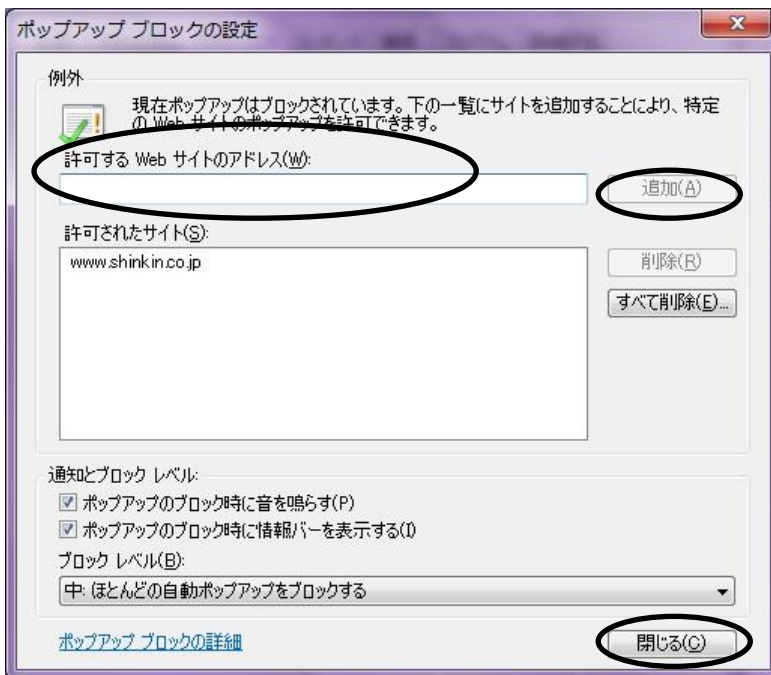 ポップアップ ブロックの設定
例外
現在ポップアップはブロックされています。下の一覧にサイトを追加することにより、特定
の Web サイトのポップアップを許可できます。
許可する Web サイトのアドレス(W):
追加(A)
許可されたサイト(S):
www.shinkin.co.jp
削除(R)
すべて削除(E)...
通知とブロック レベル:
ポップアップのブロック時に音を鳴らす(P)
ポップアップのブロック時に情報バーを表示する(I)
ブロック レベル(B):
中: ほとんどの自動ポップアップをブロックする
ポップアップ ブロックの詳細
閉じる(C)